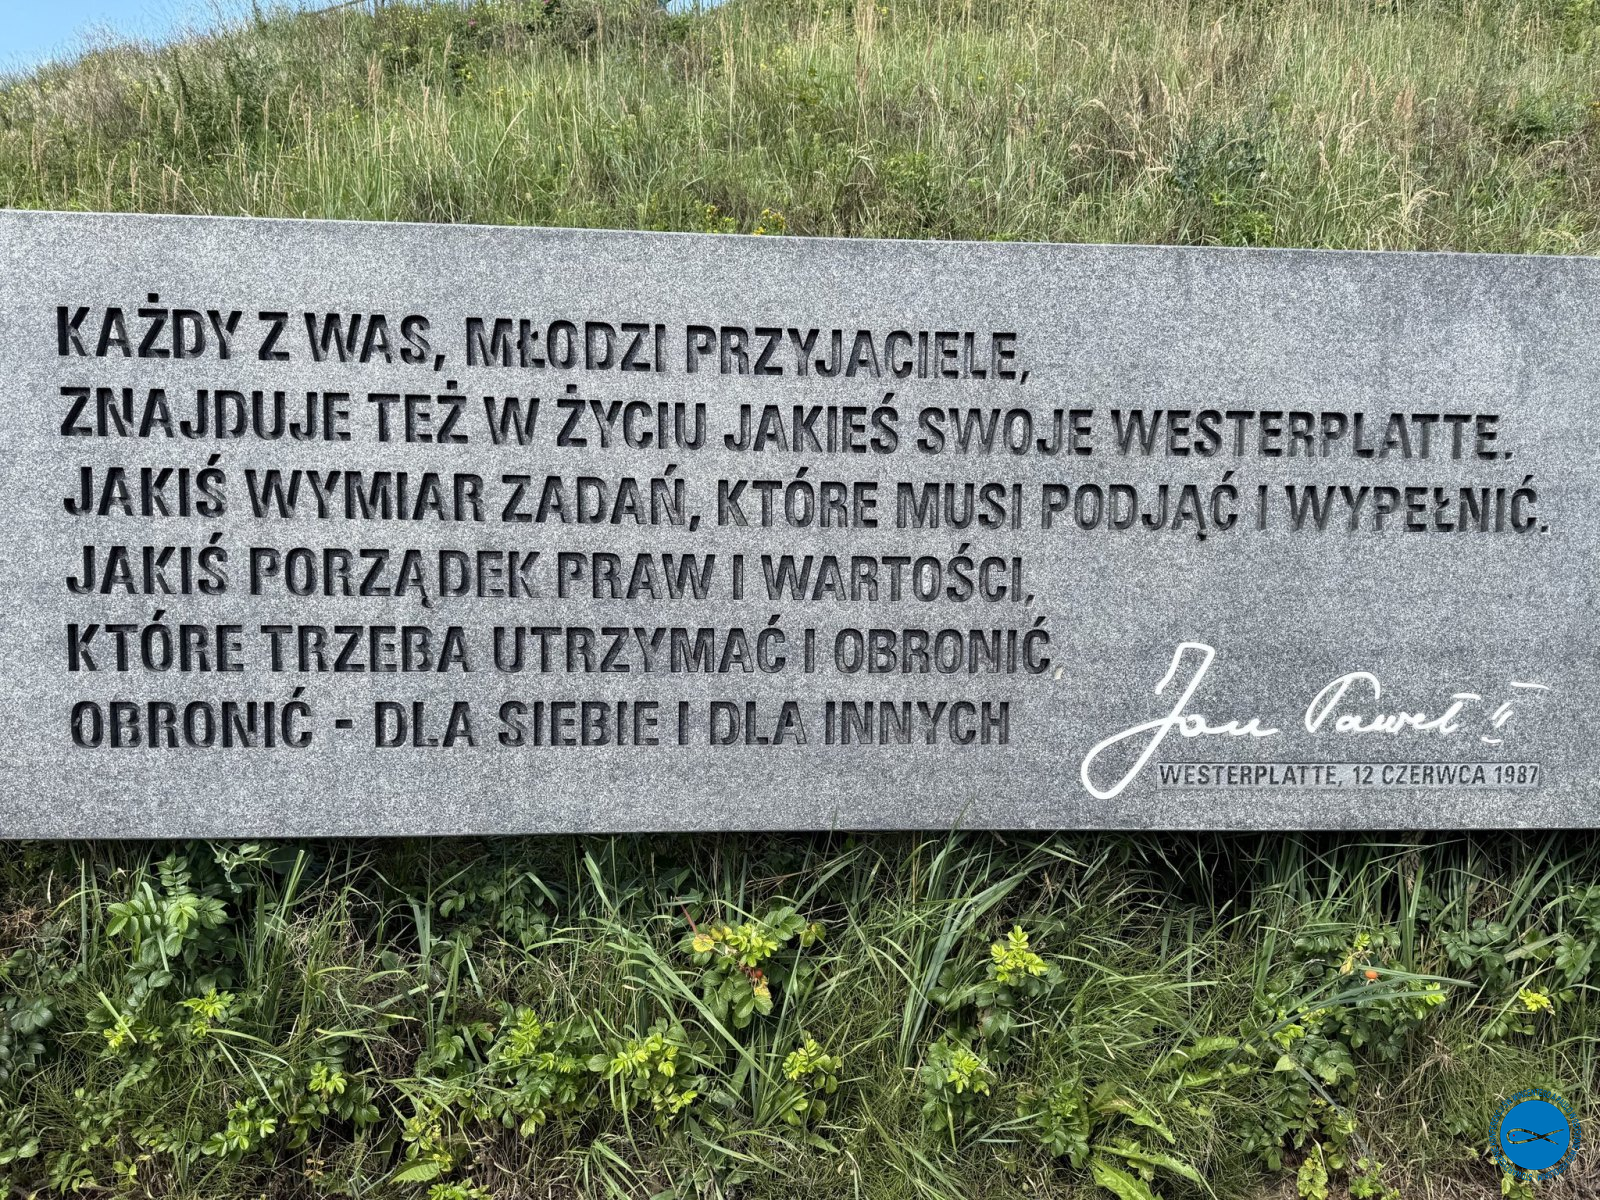 KAŻDY Z WAS, MŁODZI PRZYJACIELE,
ZNAJDUJE TEŻ W ŻYCIU JAKIEŚ SWOJE WESTERPLATTE.
JAKIŚ WYMIAR ZADAŃ, KTÓRE MUSI PODJĄĆ I WYPEŁNIĆ.
JAKIŚ PORZĄDEK PRAW I WARTOŚCI,
KTÓRE TRZEBA UTRZYMAĆ I OBRONIĆ,
OBRONIĆ - DLA SIEBIE I DLA INNYCH
Jan Paweł II
WESTERPLATTE, 12 CZERWCA 1987